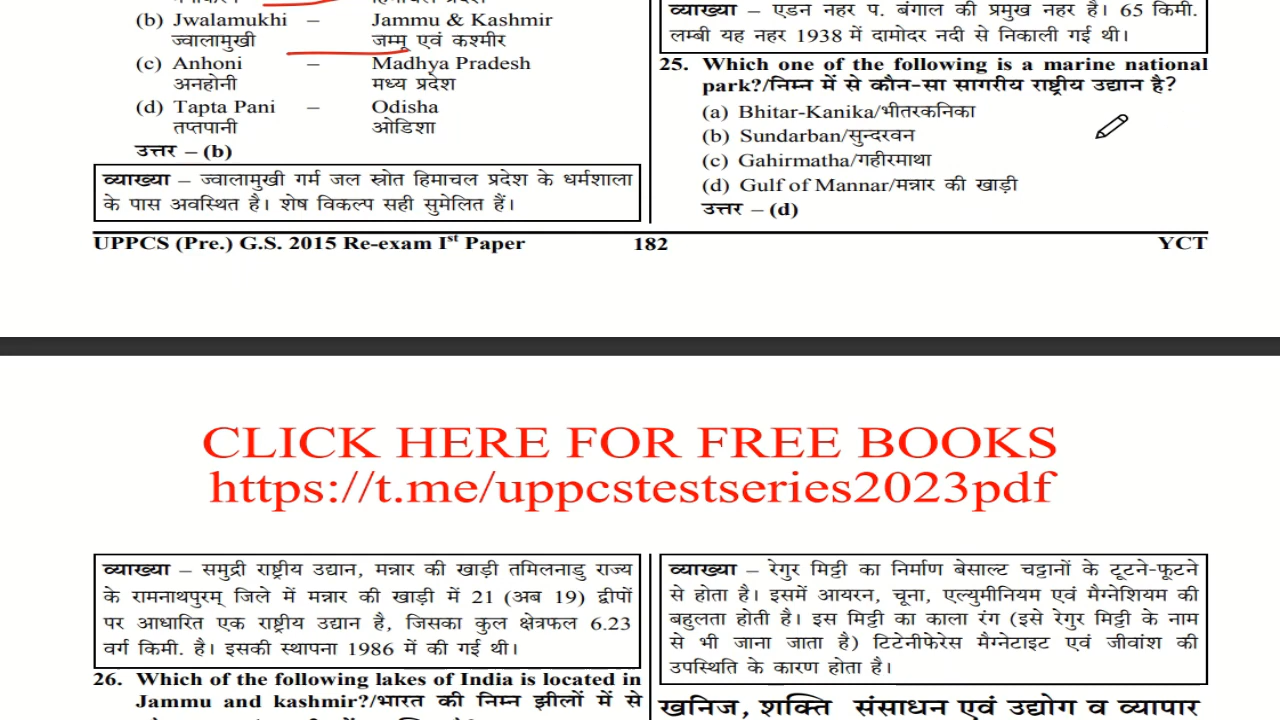 (b) Jwalamukhi – Jammu & Kashmir
ज्वालामुखी जम्मू एवं कश्मीर
(c) Anhoni – Madhya Pradesh
अनहोनी मध्य प्रदेश
(d) Tapta Pani – Odisha
तप्तपानी ओडिशा
उत्तर – (b)
व्याख्या – ज्वालामुखी गर्म जल स्रोत हिमाचल प्रदेश के धर्मशाला
के पास अवस्थित है। शेष विकल्प सही सुमेलित हैं।
व्याख्या – एडन नहर प. बंगाल की प्रमुख नहर है। 65 किमी.
लम्बी यह नहर 1938 में दामोदर नदी से निकाली गई थी।
25. Which one of the following is a marine national
park?/निम्न में से कौन-सा सागरीय राष्ट्रीय उद्यान है?
(a) Bhitar-Kanika/भीतरकनिका
(b) Sundarban/सुन्दरवन
(c) Gahirmatha/गहीरमाथा
(d) Gulf of Mannar/मन्नार की खाड़ी
उत्तर – (d)
UPPCS (Pre.) G.S. 2015 Re-exam Ist Paper 182 YCT
CLICK HERE FOR FREE BOOKS
https://t.me/uppcstestseries2023pdf
व्याख्या – समुद्री राष्ट्रीय उद्यान, मन्नार की खाड़ी तमिलनाडु राज्य
के रामनाथपुरम् जिले में मन्नार की खाड़ी में 21 (अब 19) द्वीपों
पर आधारित एक राष्ट्रीय उद्यान है, जिसका कुल क्षेत्रफल 6.23
वर्ग किमी. है। इसकी स्थापना 1986 में की गई थी।
26. Which of the following lakes of India is located in
Jammu and kashmir?/भारत की निम्न झीलों में से
व्याख्या – रेगुर मिट्टी का निर्माण बेसाल्ट चट्टानों के टूटने-फूटने
से होता है। इसमें आयरन, चूना, एल्युमीनियम एवं मैग्नेशियम की
बहुलता होती है। इस मिट्टी का काला रंग (इसे रेगुर मिट्टी के नाम
से भी जाना जाता है) टिटेनीफेरेस मैग्नेटाइट एवं जीवांश की
उपस्थिति के कारण होता है।
खनिज, शक्ति संसाधन एवं उद्योग व व्यापार